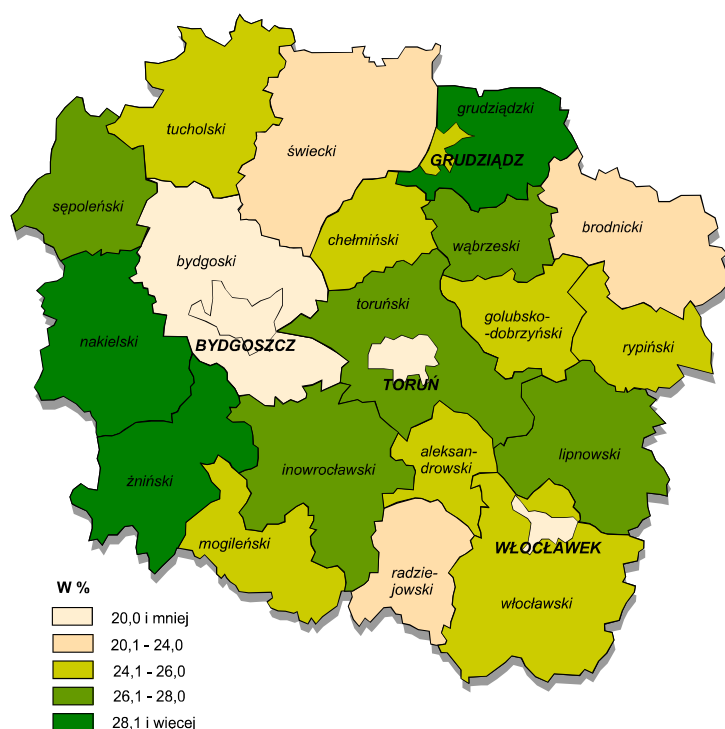 grudziądzki
tucholski
świecki
GRUDZIĄDZ
sępoleński
chełmiński
wąbrzeski
brodnicki
bydgoski
toruński
golubsko-
-dobrzyński
nakielski
BYDGOSZCZ
rypiński
TORUŃ
aleksan-
drowski
inowrocławski
lipnowski
żniński
mogileński
WŁOCŁAWEK
radzie-
jowski
włocławski
W %
20,0 i mniej
20,1 - 24,0
24,1 - 26,0
26,1 - 28,0
28,1 i więcej